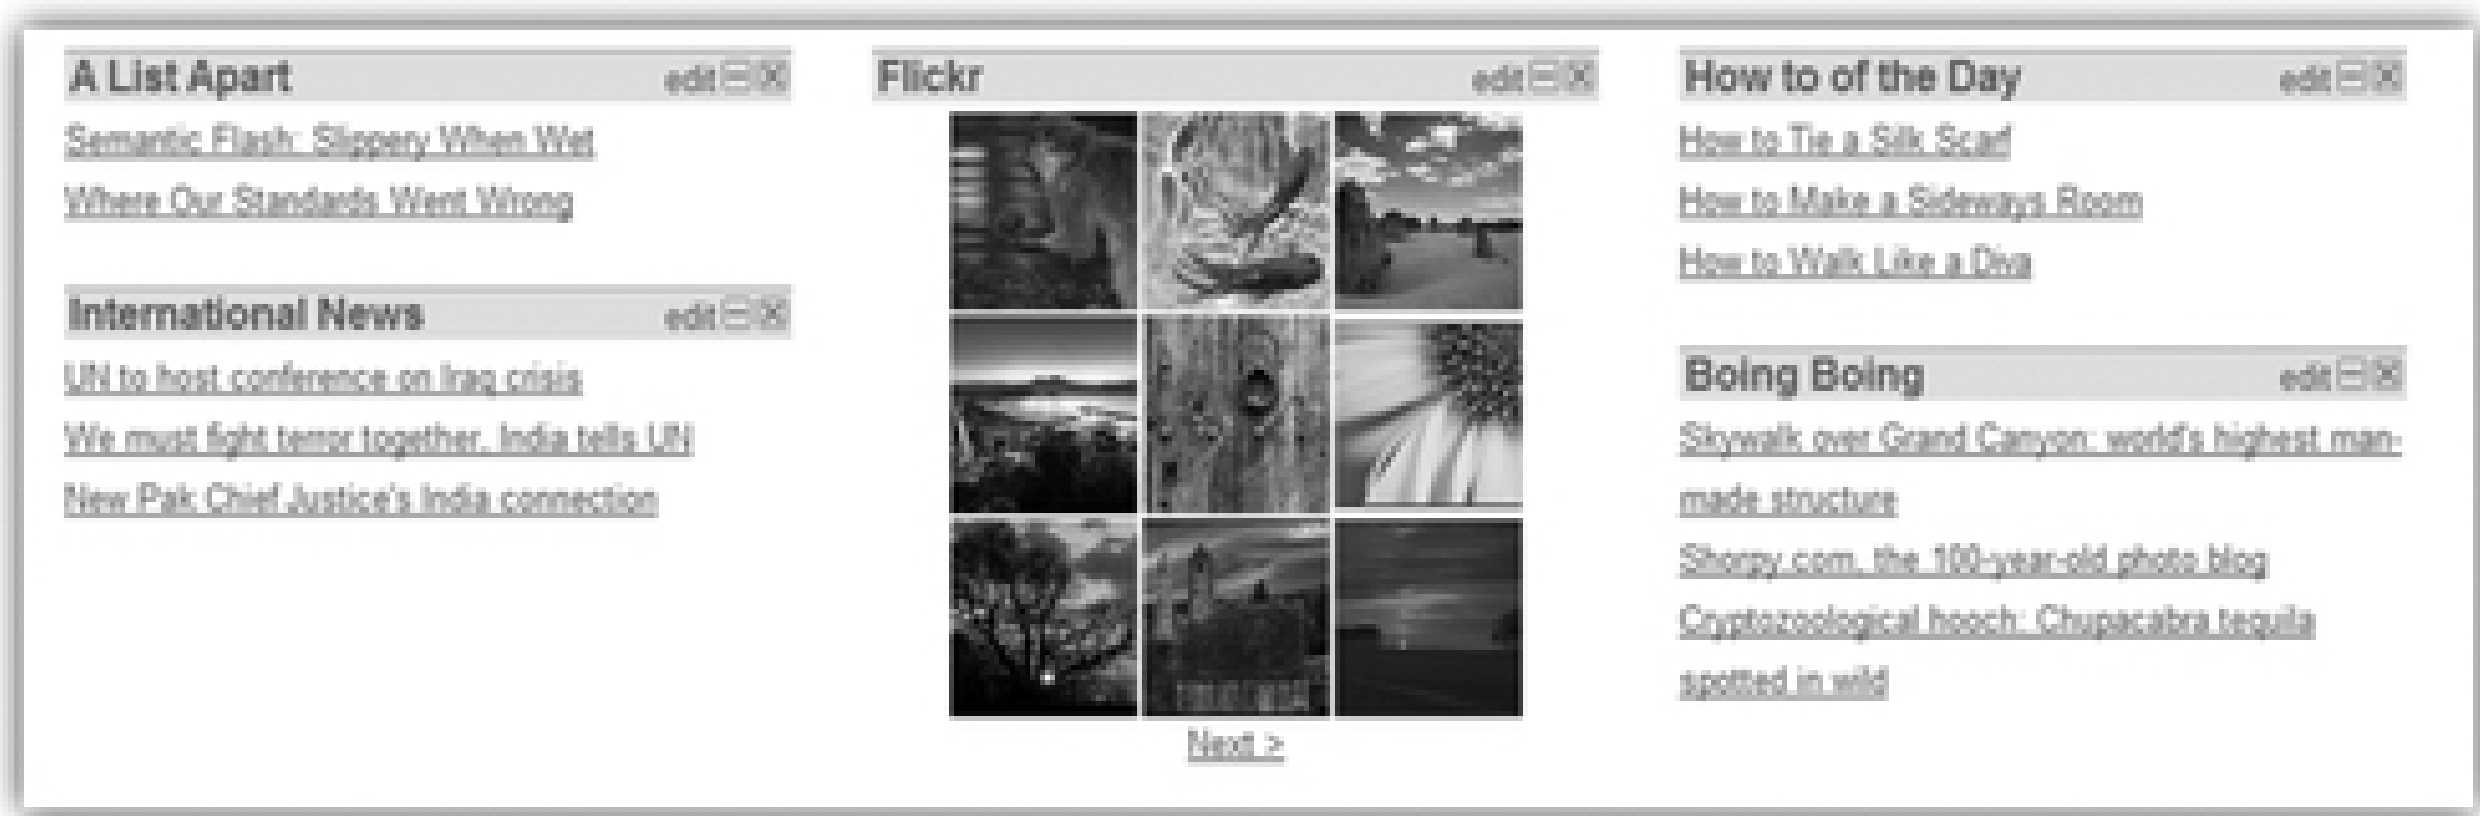 A List Apart edit
Semantic Flash: Slippery When Wet
Where Our Standards Went Wrong
International News edit
UN to host conference on Iraq crisis
We must fight terror together, India tells UN
New Pak Chief Justice's India connection
Flickr edit
Next >
How to of the Day edit
How to Tie a Silk Scarf
How to Make a Sideways Room
How to Walk Like a Diva
Boing Boing edit
Skywalk over Grand Canyon: world's highest man-
made structure
Shorpy.com, the 100-year-old photo blog
Cryptozoological hooch: Chupacabra tequila
spotted in wild